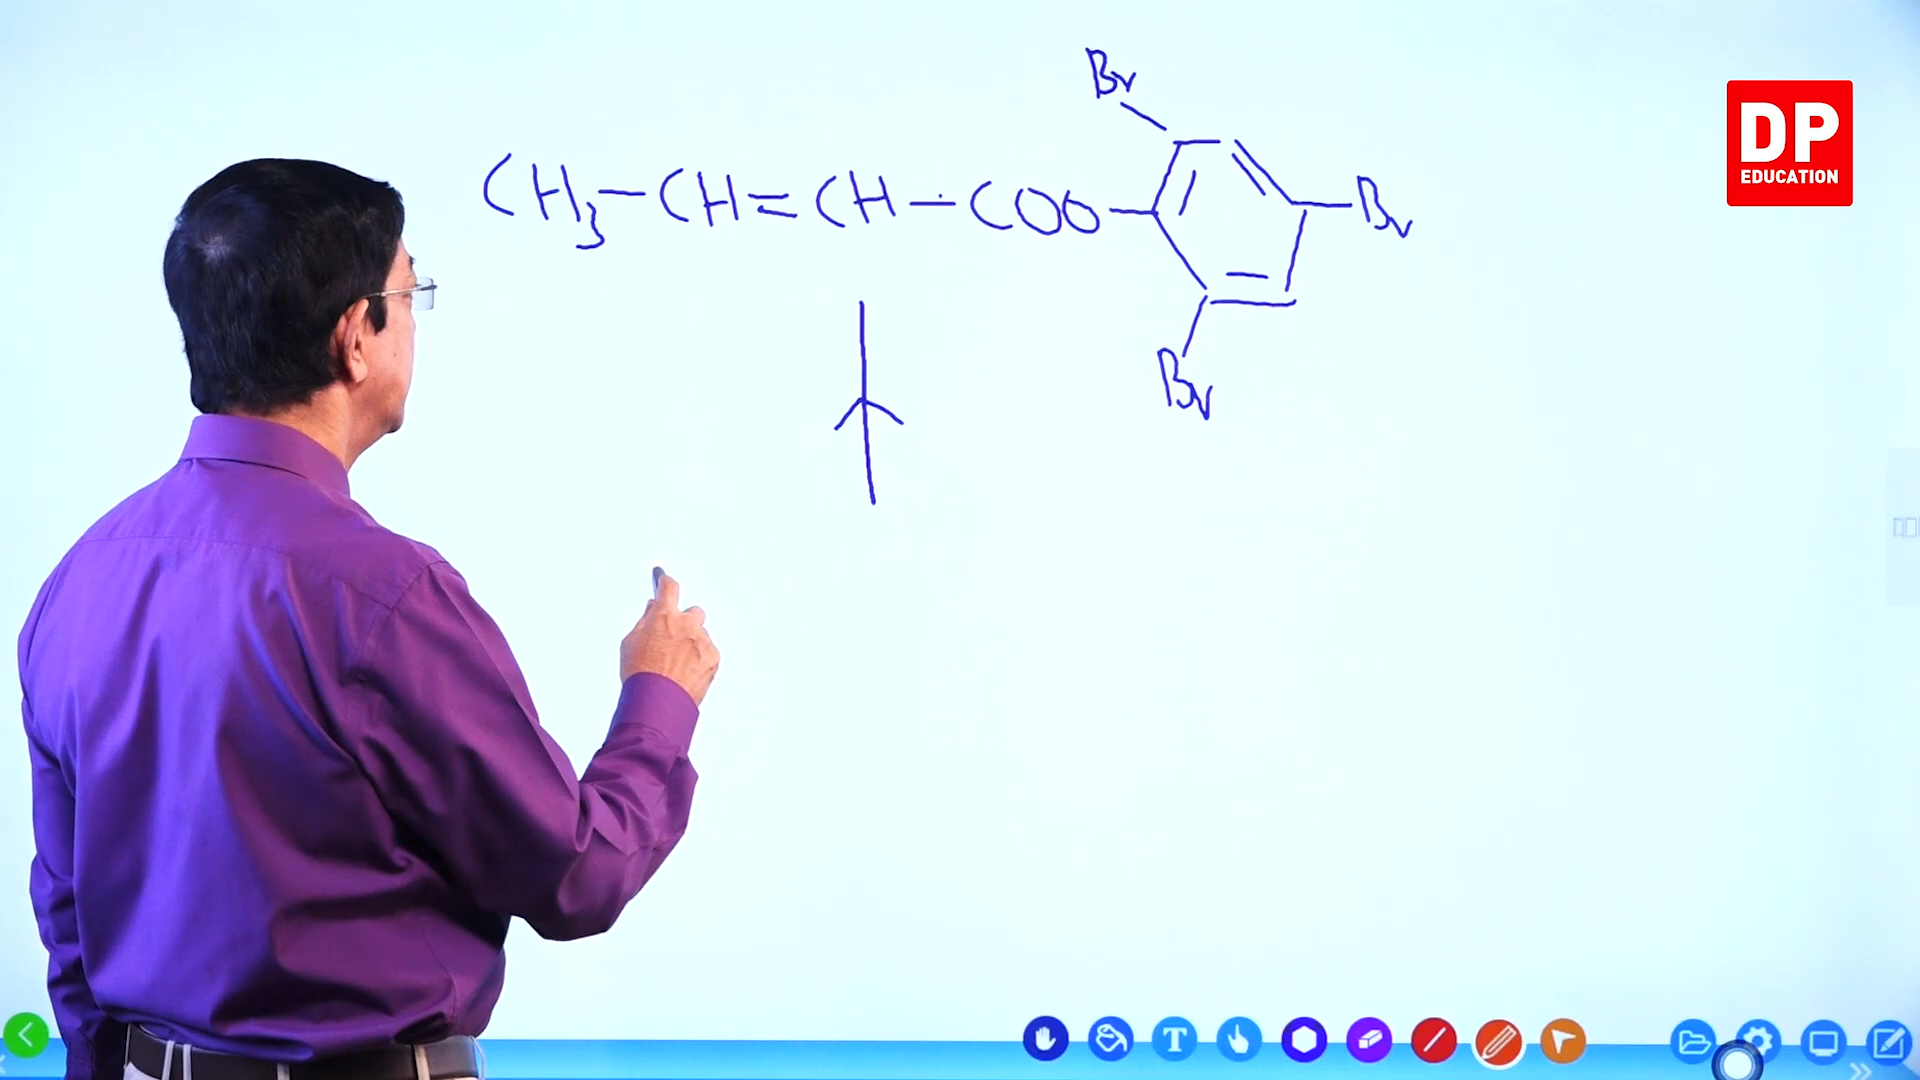 Br
CH3-CH=CH-COO-
Br
Br
DP
EDUCATION
T